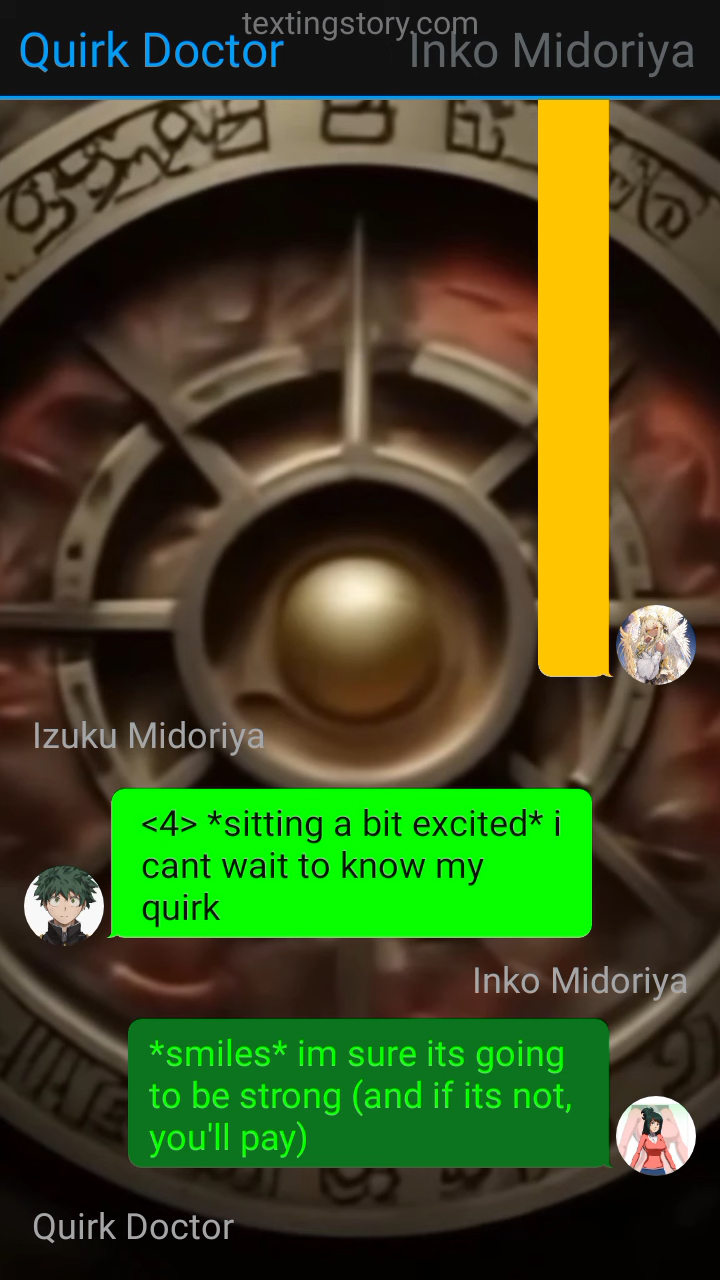 textingstory.com
Quirk Doctor
Inko Midoriya
Izuku Midoriya
<4> *sitting a bit excited* i
cant wait to know my
quirk
Inko Midoriya
*smiles* im sure its going
to be strong (and if its not,
you'll pay)
Quirk Doctor